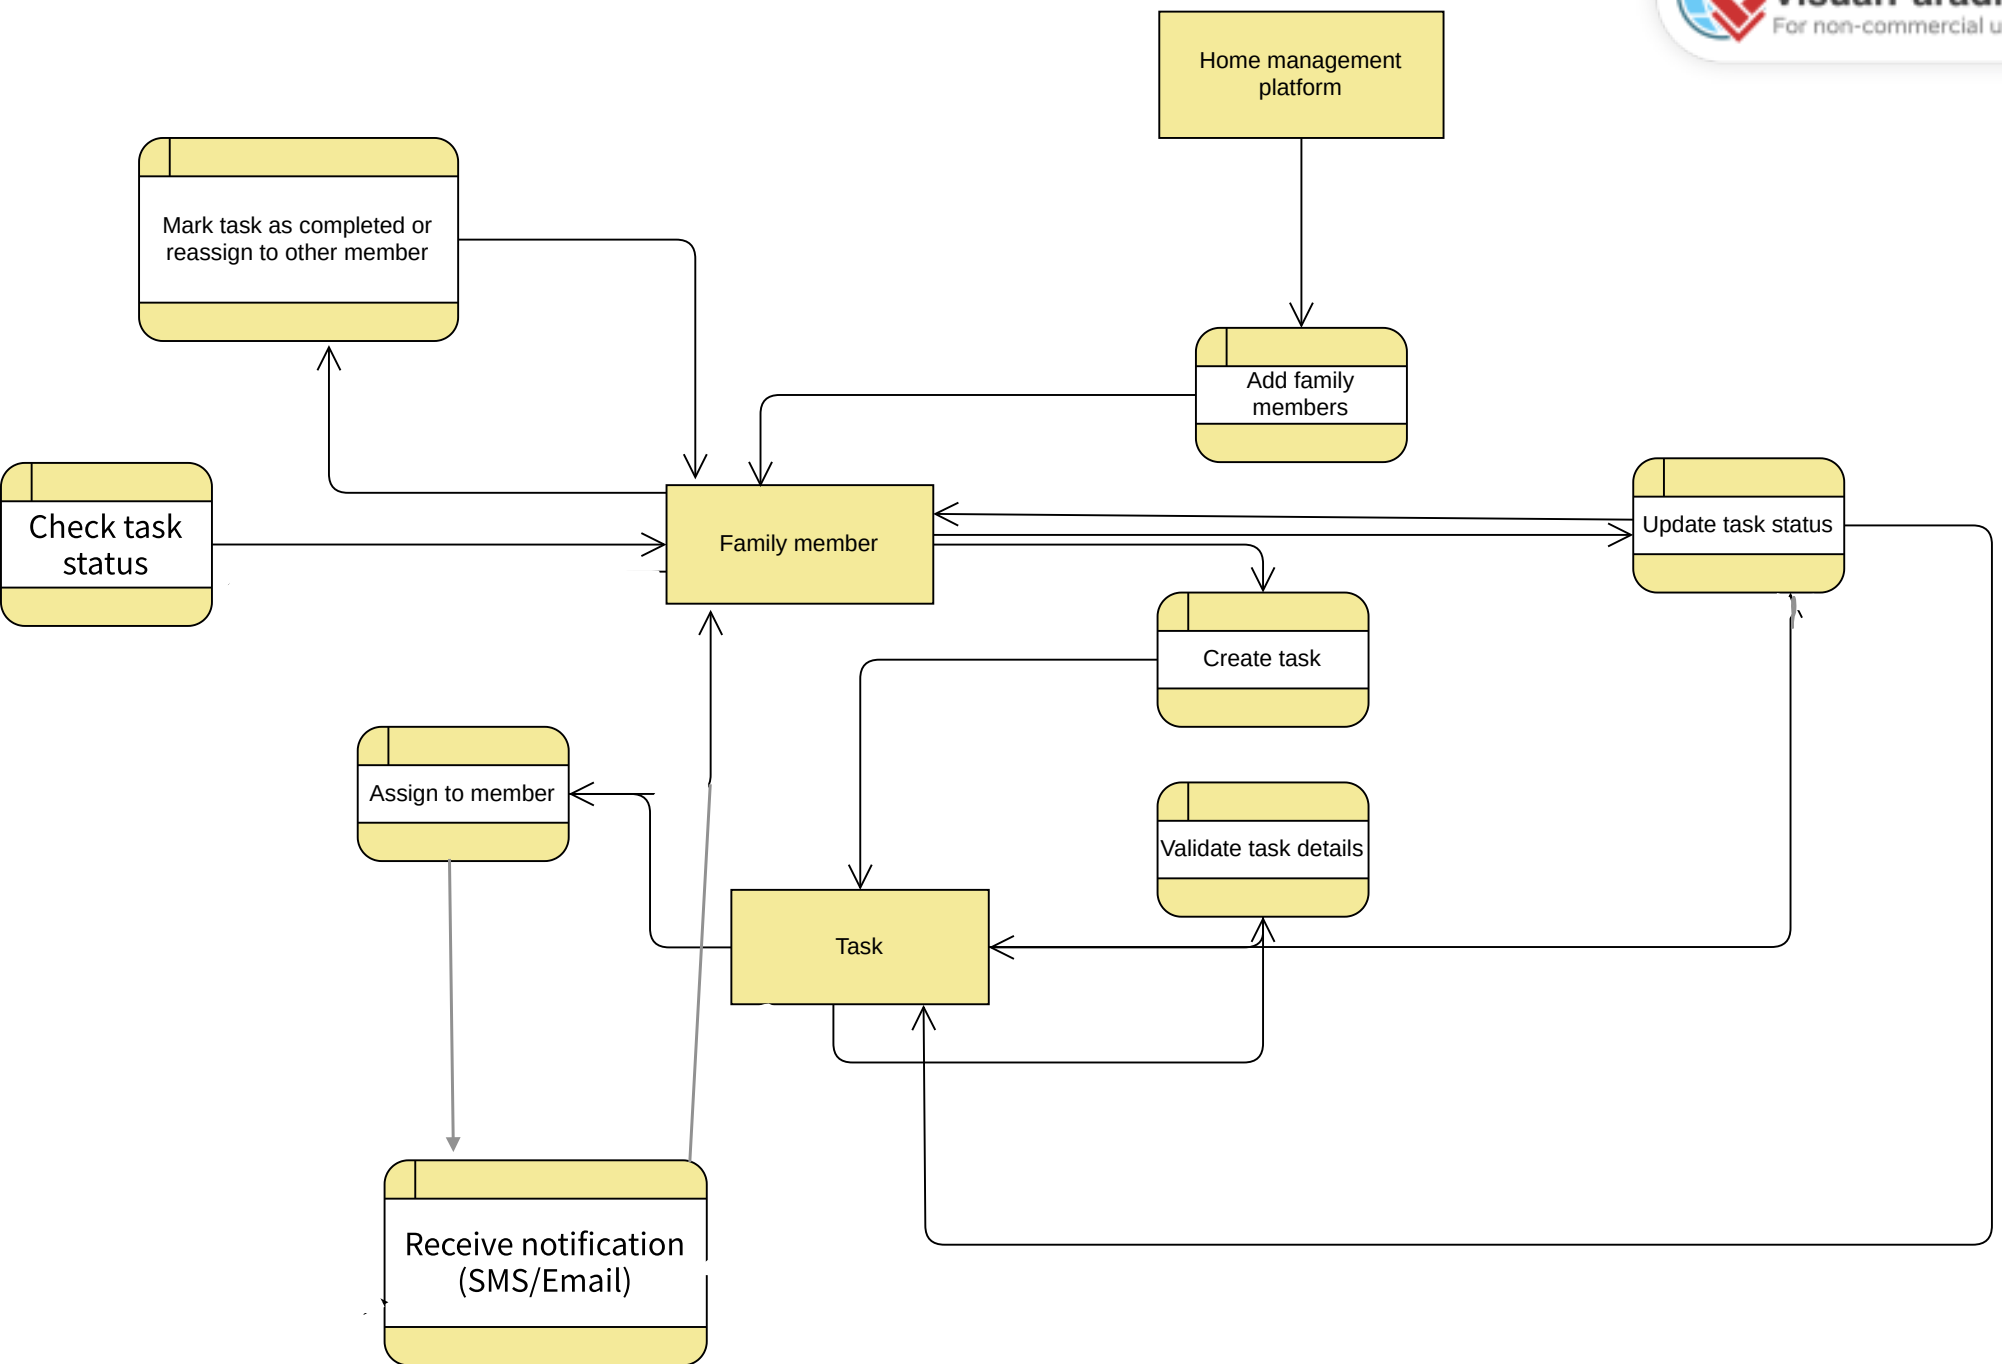 For non-commercial
Home management
platform
Mark task as completed or
reassign to other member
Add family
members
Check task
status
Family member
Update task status
Create task
Assign to member
Validate task details
Task
Receive notification
(SMS/Email)